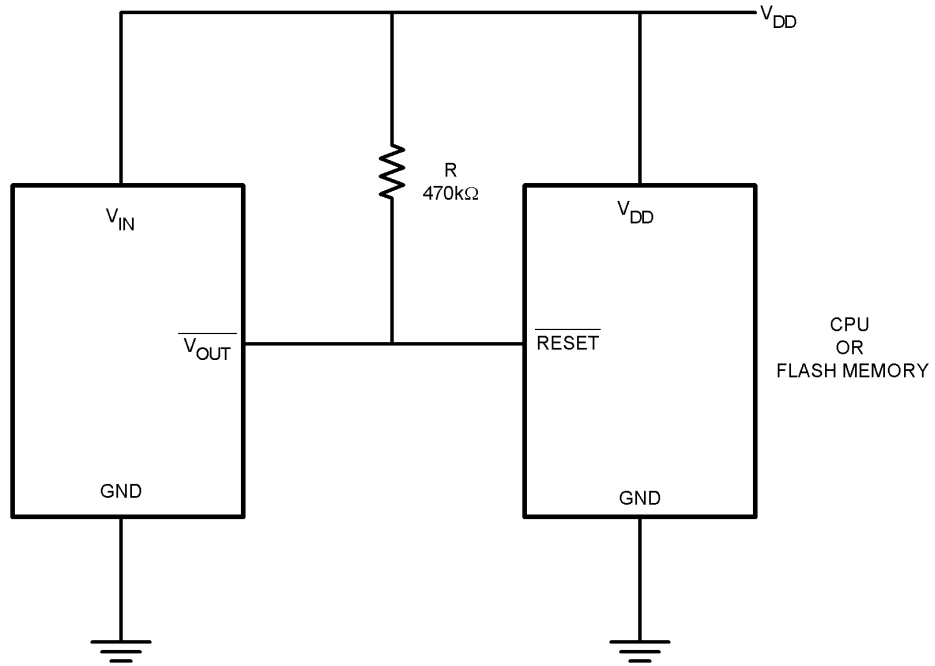 VDD
R
470kΩ
VIN
VOUT
GND
VDD
RESET
GND
CPU
OR
FLASH MEMORY